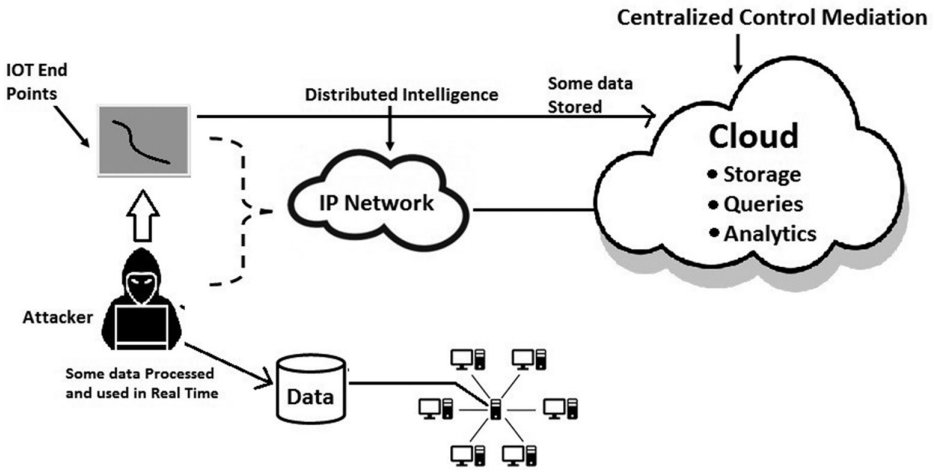 Centralized Control Mediation
IOT End
Points
Distributed Intelligence
Some data
Stored
Cloud
• Storage
• Queries
• Analytics
IP Network
Attacker
Some data Processed
and used in Real Time
Data